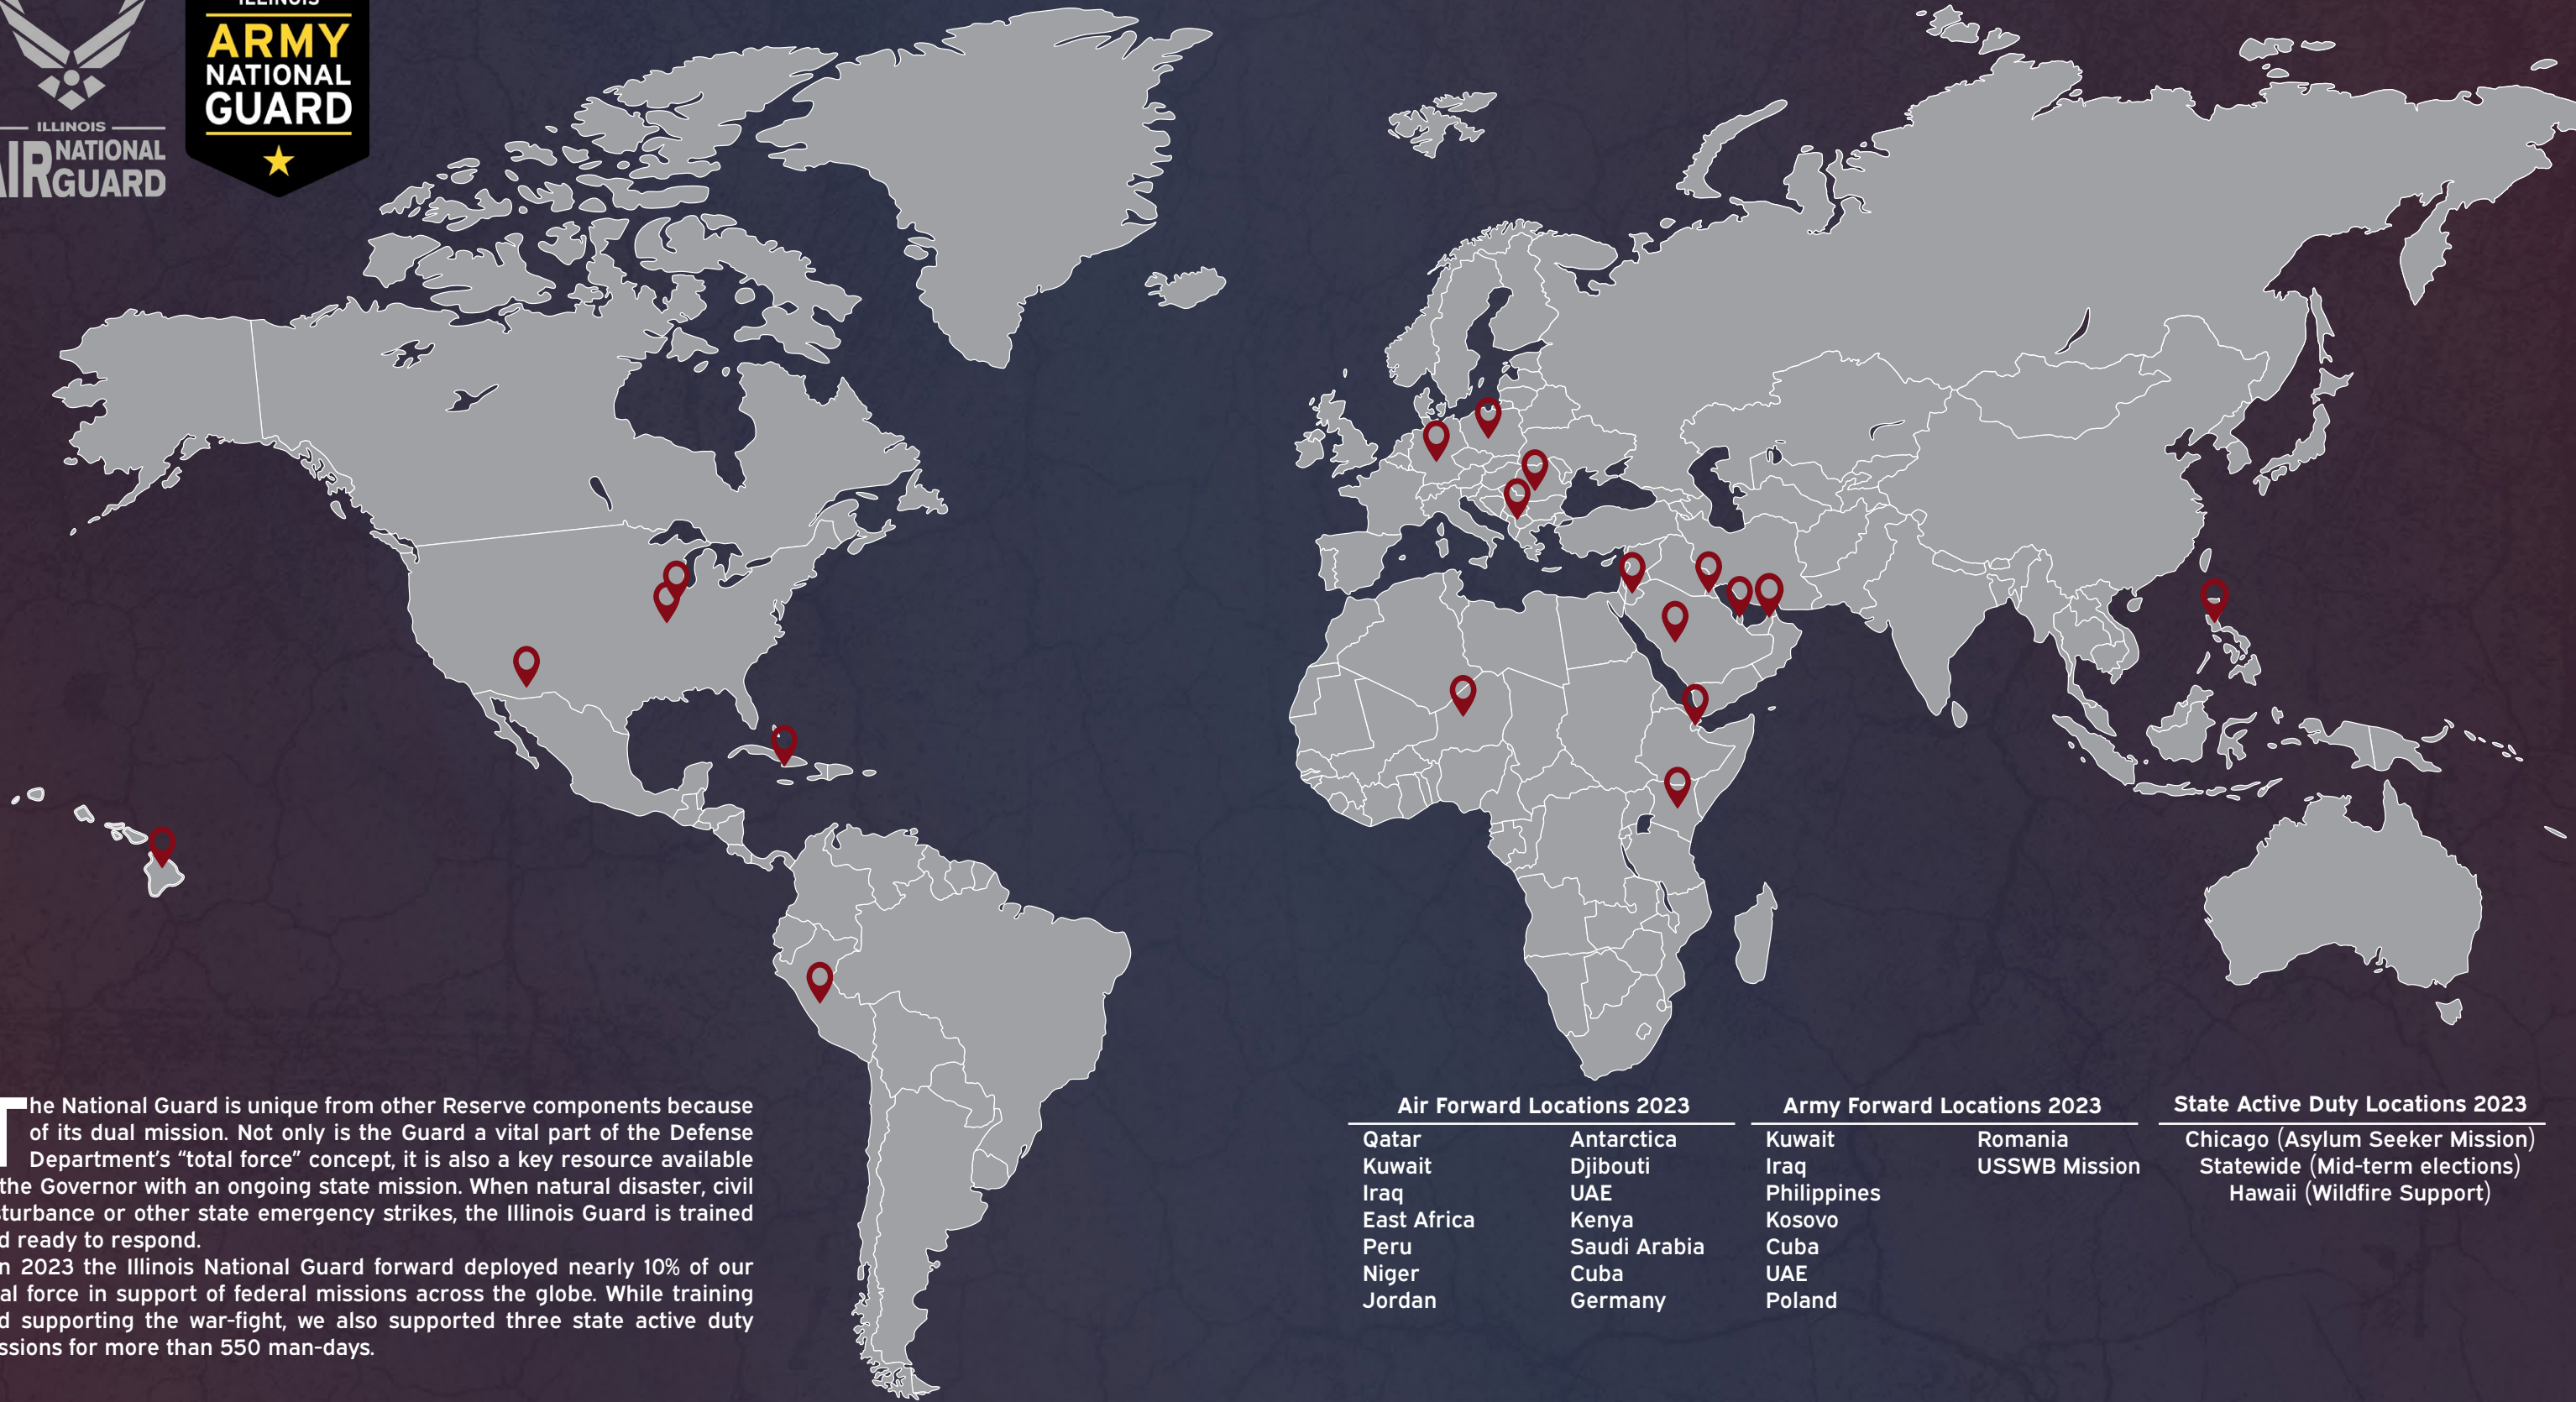 ILLINOIS
ARMY
NATIONAL
GUARD
ILLINOIS
AIR NATIONAL
GUARD
The National Guard is unique from other Reserve components because
of its dual mission. Not only is the Guard a vital part of the Defense
Department’s “total force” concept, it is also a key resource available
the Governor with an ongoing state mission. When natural disaster, civil
sturbance or other state emergency strikes, the Illinois Guard is trained
d ready to respond.
n 2023 the Illinois National Guard forward deployed nearly 10% of our
al force in support of federal missions across the globe. While training
d supporting the war-fight, we also supported three state active duty
ssions for more than 550 man-days.
Air Forward Locations 2023
Qatar
Kuwait
Iraq
East Africa
Peru
Niger
Jordan
Antarctica
Djibouti
UAE
Kenya
Saudi Arabia
Cuba
Germany
Army Forward Locations 2023
Kuwait
Iraq
Philippines
Kosovo
Cuba
UAE
Poland
Romania
USSWB Mission
State Active Duty Locations 2023
Chicago (Asylum Seeker Mission)
Statewide (Mid-term elections)
Hawaii (Wildfire Support)